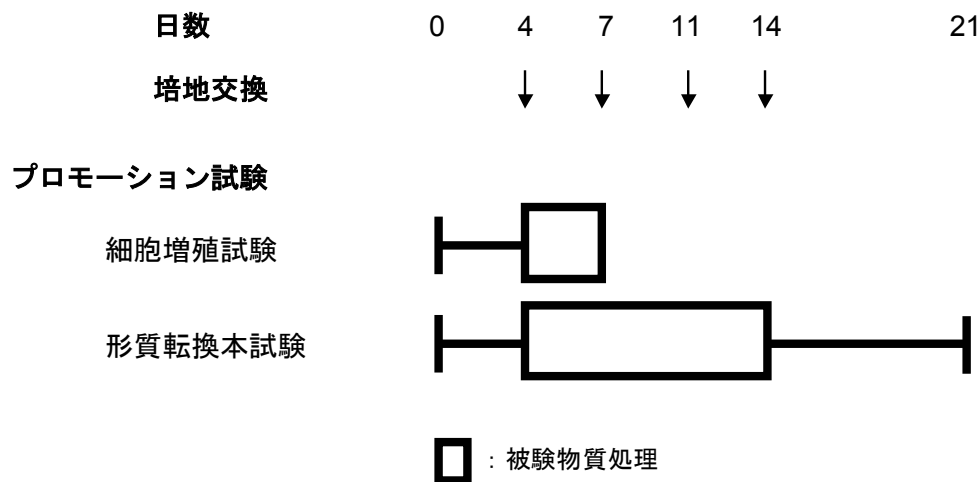 日数 0 4 7 11 14 21
培地交換
プロモーション試験
細胞増殖試験
形質転換本試験
：被験物質処理